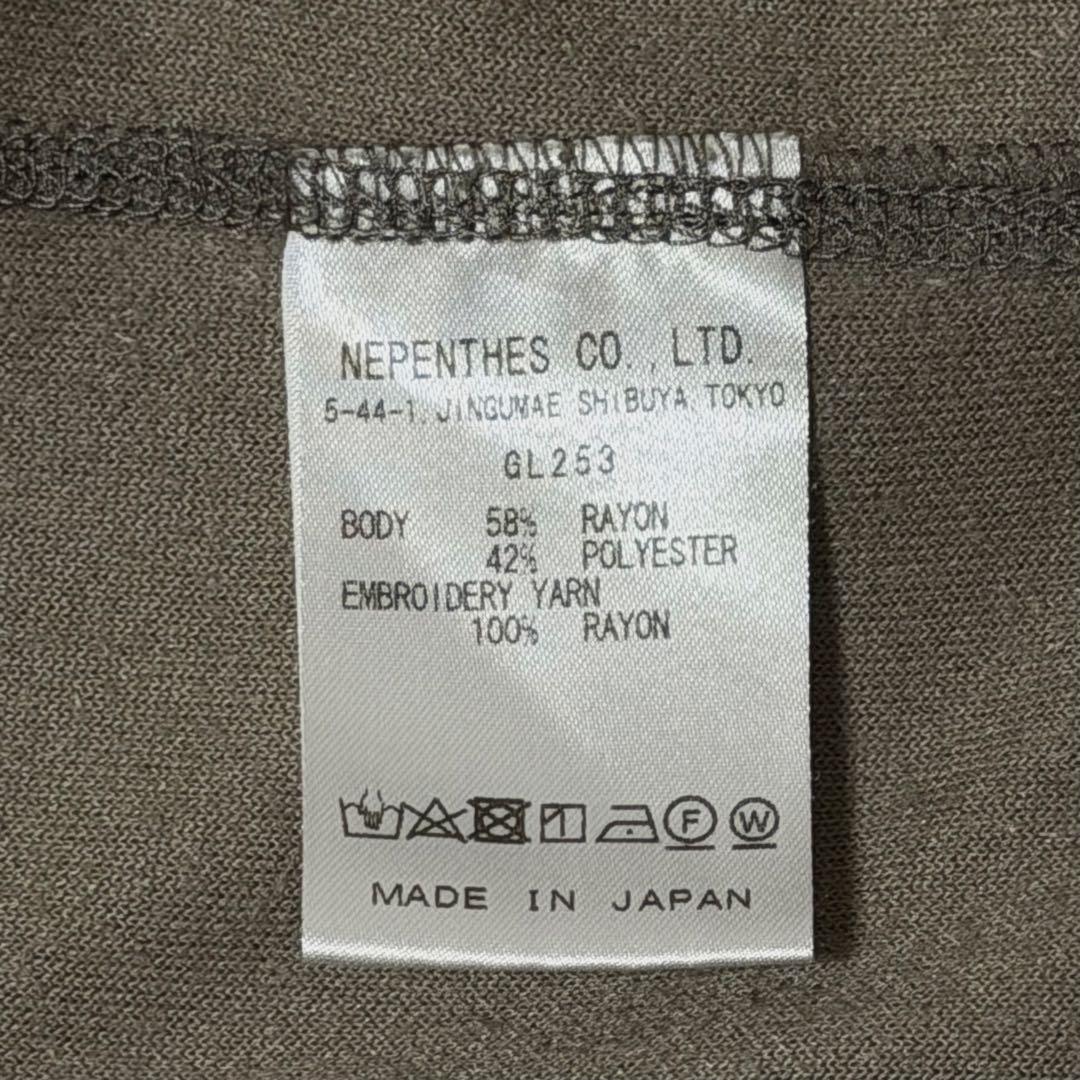 NEPENTHES CO.,LTD.
5-44-1, JINGUMAE SHIBUYA TOKYO
GL253
BODY 58% RAYON
42% POLYESTER
EMBROIDERY YARN
100% RAYON
F W
MADE IN JAPAN